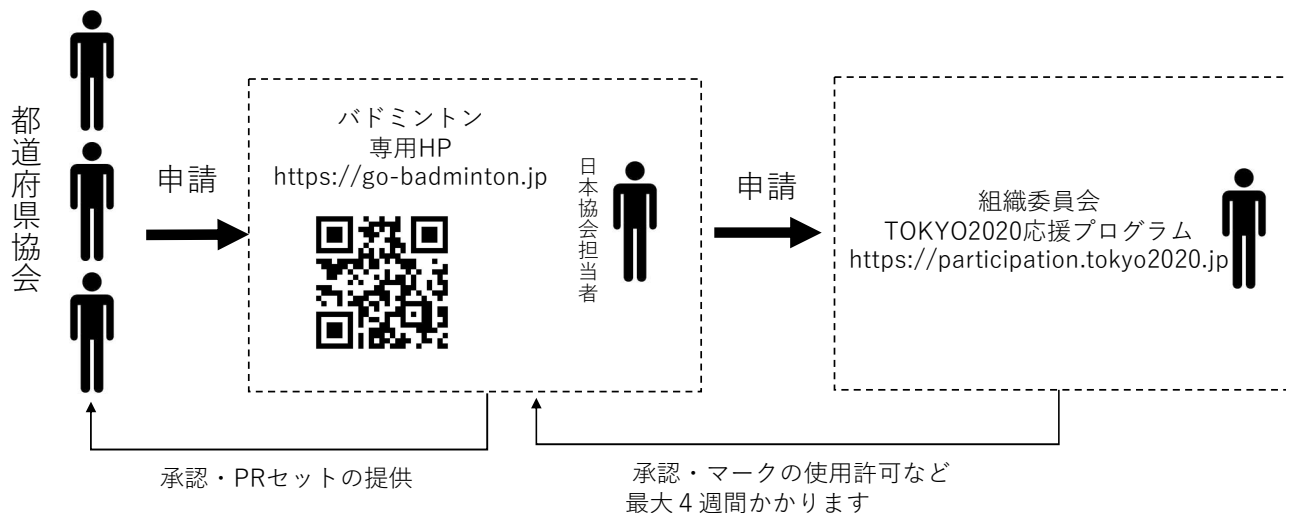 都道府県協会
申請
バドミントン
専用HP
https://go-badminton.jp
日本協会担当者
申請
組織委員会
TOKYO2020応援プログラム
https://participation.tokyo2020.jp
承認・PRセットの提供
承認・マークの使用許可など
最大４週間かかります